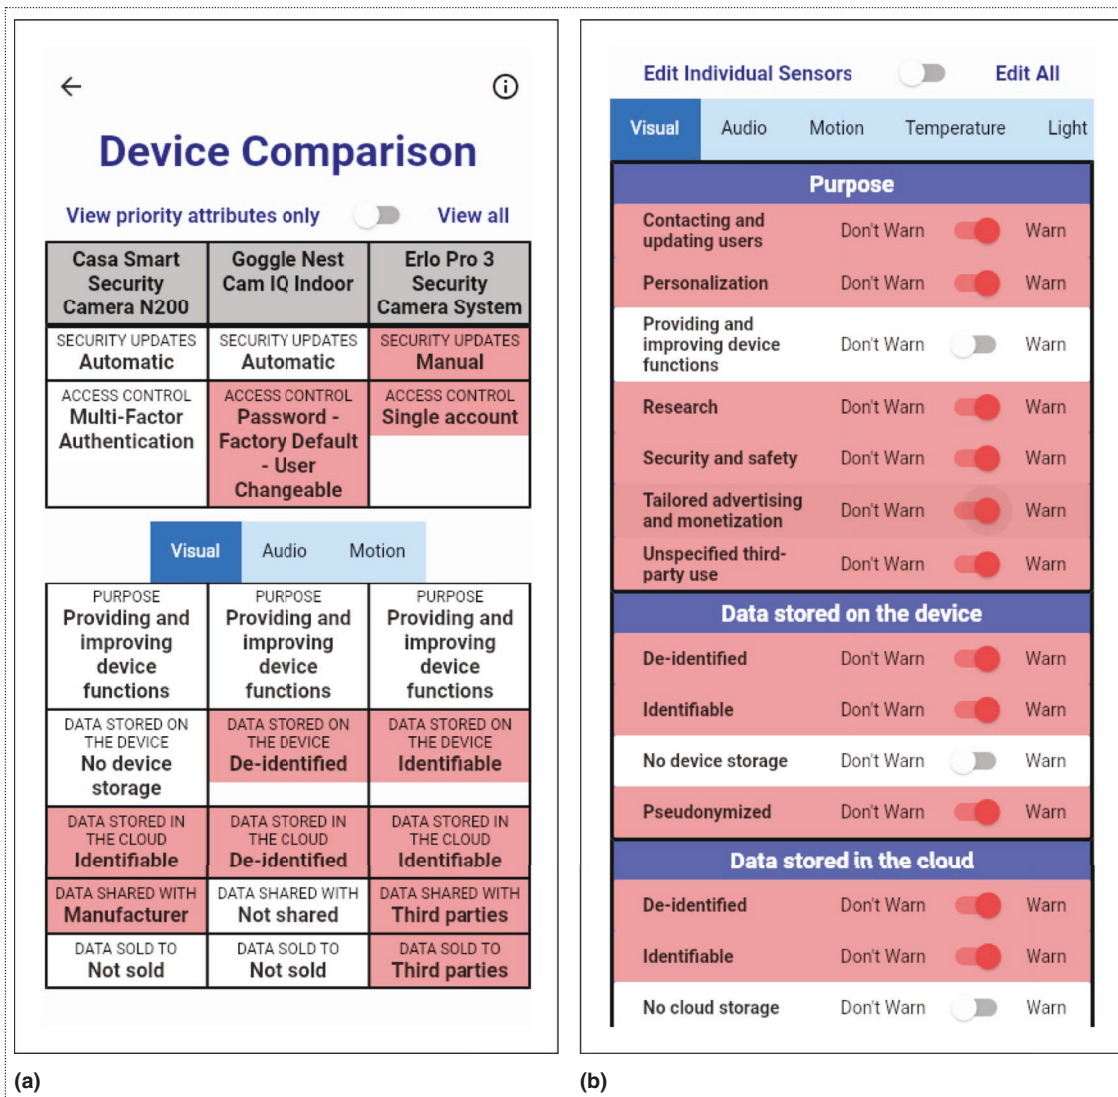 Device Comparison
View priority attributes only View all
Casa Smart Security Camera N200
Goggle Nest Cam IQ Indoor
Erlo Pro 3 Security Camera System
SECURITY UPDATES
Automatic
SECURITY UPDATES
Automatic
SECURITY UPDATES
Manual
ACCESS CONTROL
Multi-Factor
Authentication
ACCESS CONTROL
Password -
Factory Default
- User
Changeable
ACCESS CONTROL
Single account
Visual Audio Motion
PURPOSE
Providing and
improving
device
functions
PURPOSE
Providing and
improving
device
functions
PURPOSE
Providing and
improving
device
functions
DATA STORED ON
THE DEVICE
No device
storage
DATA STORED ON
THE DEVICE
De-identified
DATA STORED ON
THE DEVICE
Identifiable
DATA STORED IN
THE CLOUD
Identifiable
DATA STORED IN
THE CLOUD
De-identified
DATA STORED IN
THE CLOUD
Identifiable
DATA SHARED WITH
Manufacturer
DATA SHARED WITH
Not shared
DATA SHARED WITH
Third parties
DATA SOLD TO
Not sold
DATA SOLD TO
Not sold
DATA SOLD TO
Third parties
(a)
Edit Individual Sensors Edit All
Visual Audio Motion Temperature Light
Purpose
Contacting and
updating users Don't Warn Warn
Personalization Don't Warn Warn
Providing and
improving device Don't Warn Warn
functions
Research Don't Warn Warn
Security and safety Don't Warn Warn
Tailored advertising
and monetization Don't Warn Warn
Unspecified third-
party use Don't Warn Warn
Data stored on the device
De-identified Don't Warn Warn
Identifiable Don't Warn Warn
No device storage Don't Warn Warn
Pseudonymized Don't Warn Warn
Data stored in the cloud
De-identified Don't Warn Warn
Identifiable Don't Warn Warn
No cloud storage Don't Warn Warn
(b)